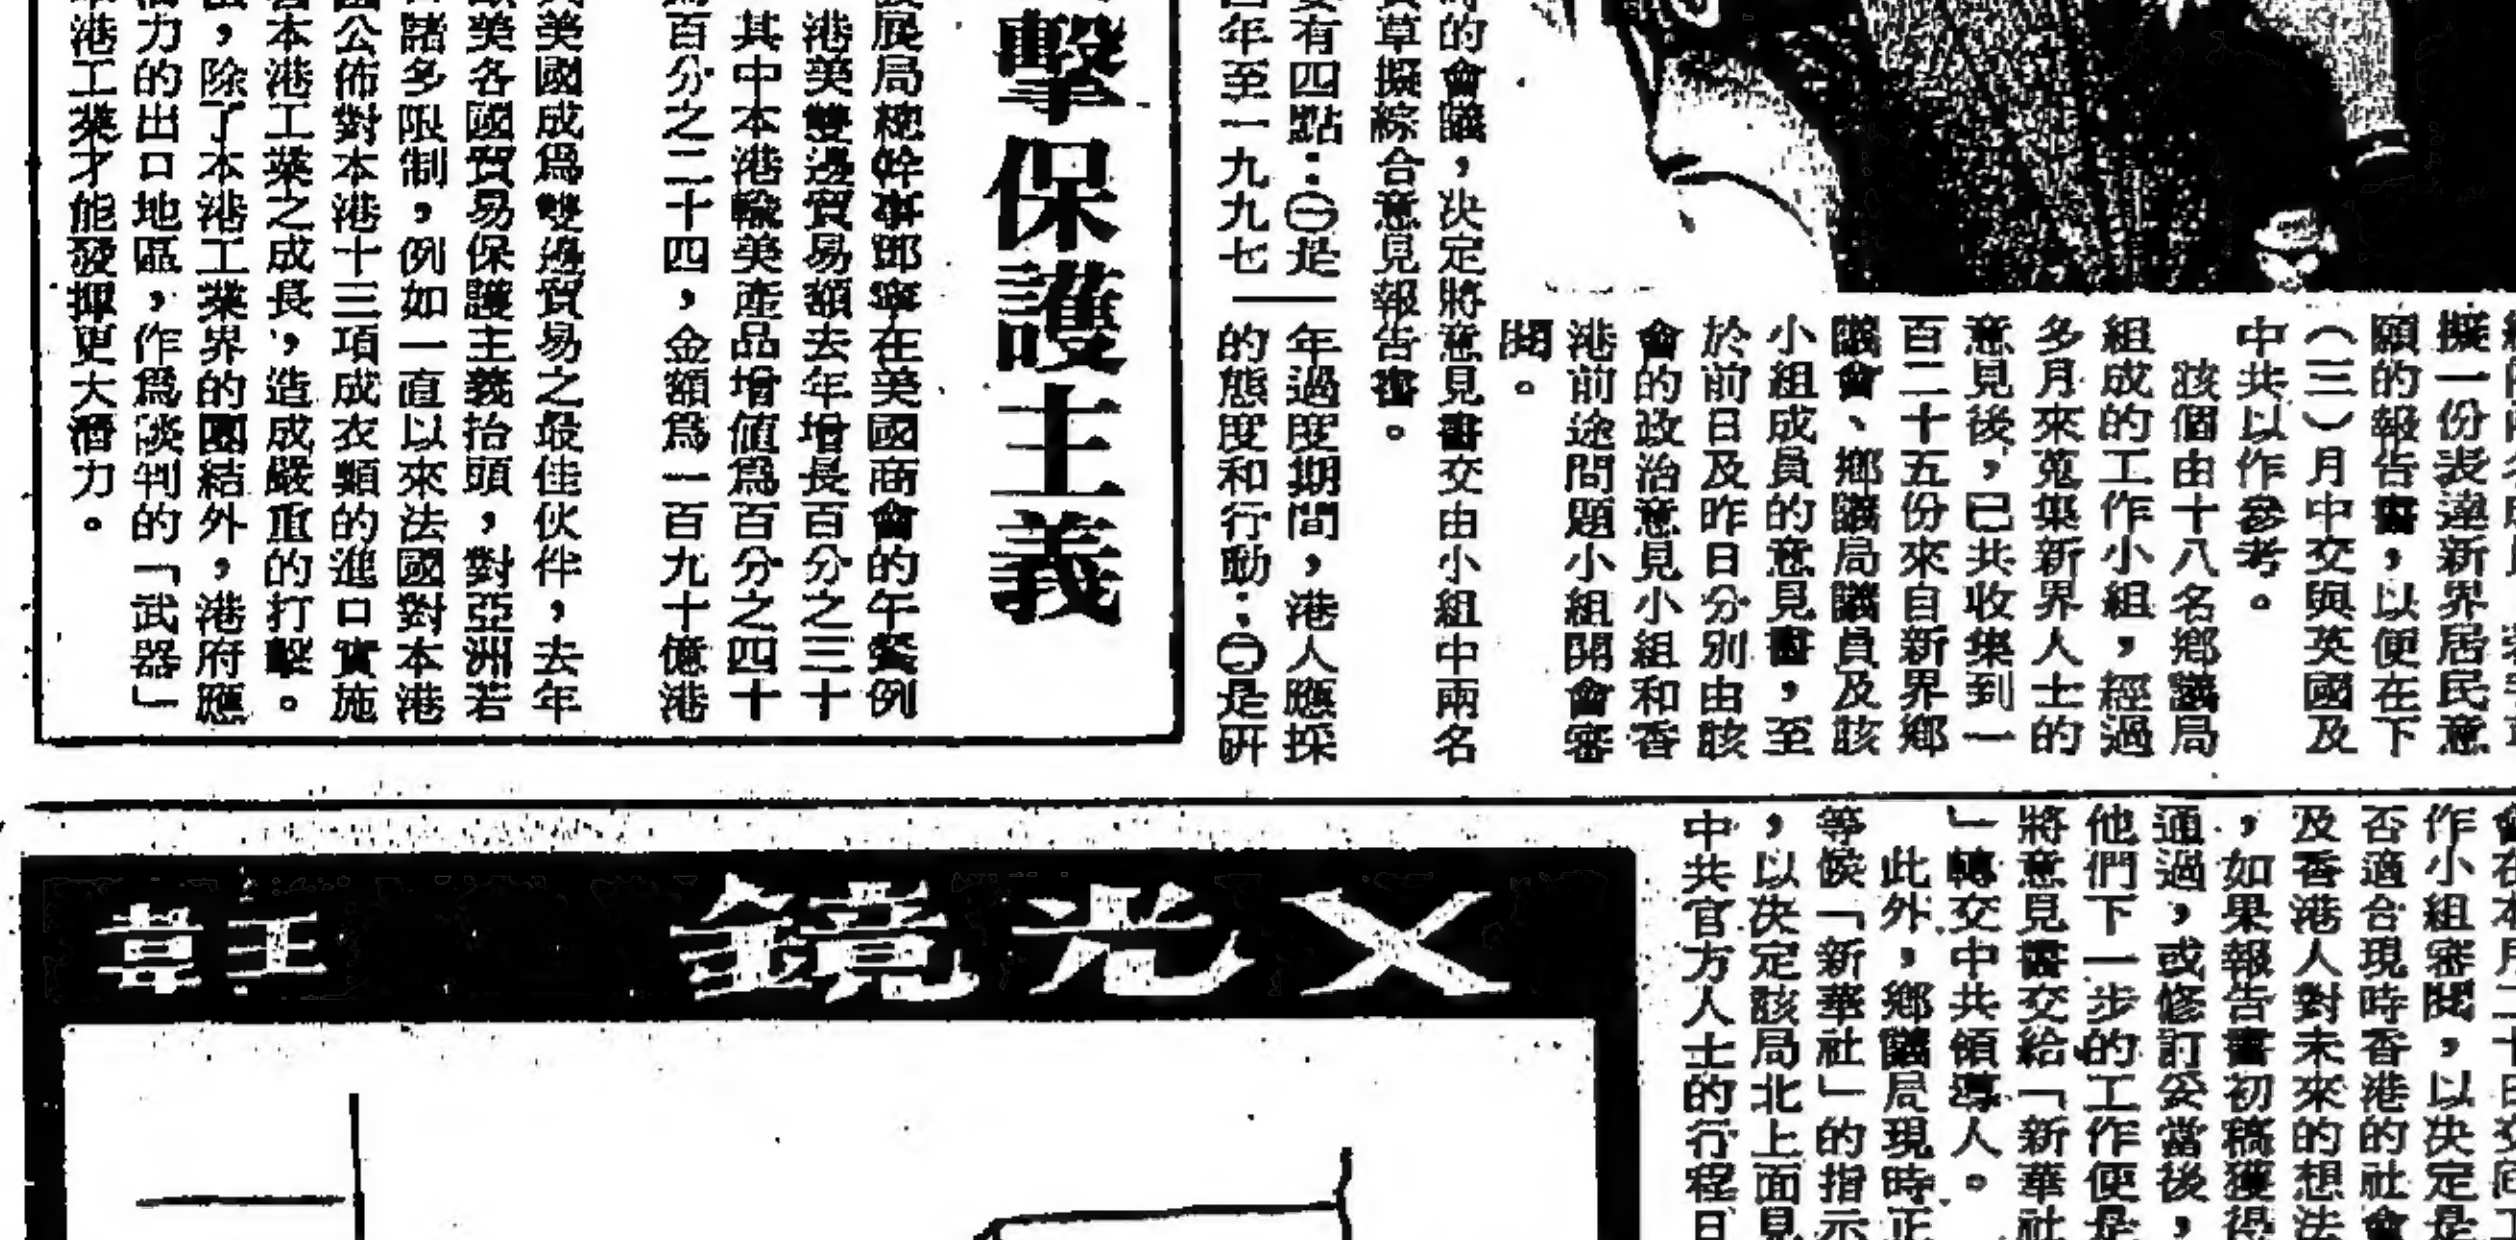 擬一份表達新界居民意
願的報告書，以便在下
（三）月中交與英國及
中共以作參考。
該個由十八名鄉議局
組成的工作小組，經過
多月來蒐集新界人士的
意見後，已共收集到一
百二十五份來自新界鄉
議會、鄉議局議員及該
小組成員的意見書，至
於前日及昨日分別由該
會的政治意見小組和香
港前途問題小組開會審
閱。
的會議，决定將意見書交由小組中兩名
草擬綜合意見報告書。
有四點：㊀是——年過度期間，港人應採
年至一九九七的態度和行動；㊁是研
擊保護主義
展局總幹事鄧寧在美國商會的午餐例
港美雙邊貿易額去年增長百分之三十
其中本港輸美產品增值爲百分之四十
百分之二十四，金額爲一百九十億港
美國成爲雙邊貿易之最佳伙伴，去年
美各國貿易保護主義抬頭，對亞洲若
諸多限制，例如一直以來法國對本港
公佈對本港十三項成衣類的進口實施
本港工業之成長，造成嚴重的打擊。
，除了本港工業界的團結外，港府應
力的出口地區，作爲談判的「武器」
港工業才能發揮更大潛力。
作小組審閱，以决定是
否適合現時香港的社會
及香港人對未來的想法
，如果報告書初稿獲得
通過，或修訂妥當後，
他們下一步的工作便是
將意見書交給「新華社
」轉交中共領導人。
此外，鄉議局現時正
等候「新華社」的指示
，以决定該局北上面見
中共官方人士的行程日
X光鏡
王葦